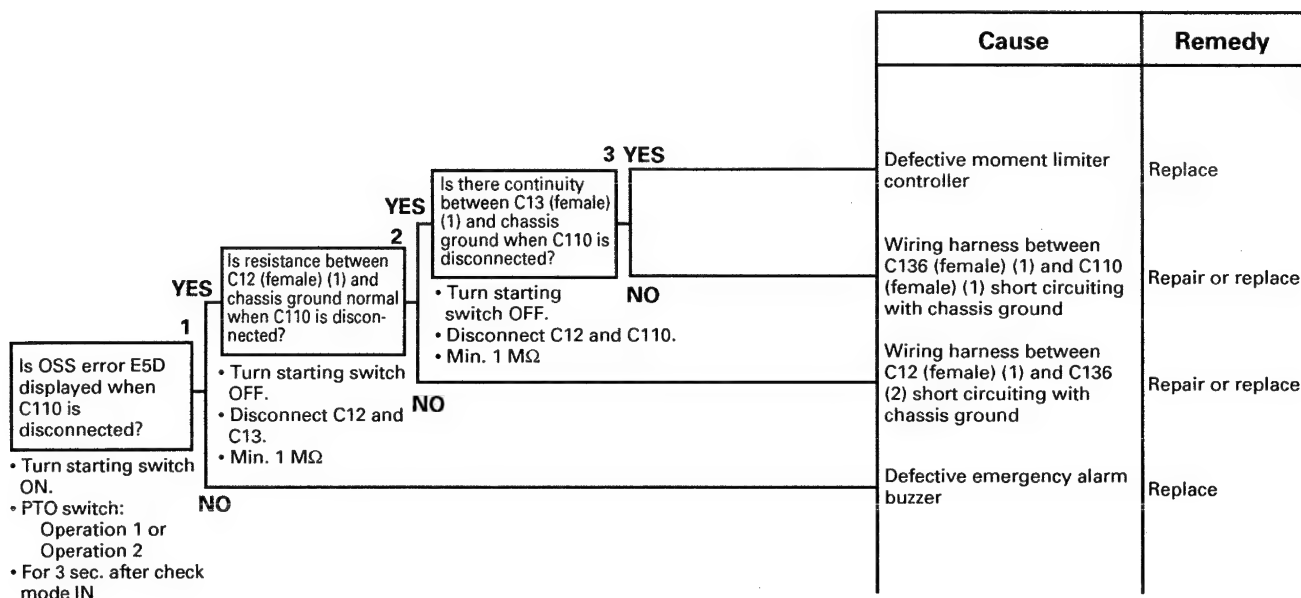 Cause
Remedy
3 YES
Is there continuity
between C13 (female)
(1) and chassis
ground when C110 is
disconnected?
• Turn starting
switch OFF.
• Disconnect C12 and C110.
• Min. 1 MΩ
NO
YES
2
Is resistance between
C12 (female) (1) and
chassis ground normal
when C110 is discon-
nected?
• Turn starting switch
OFF.
• Disconnect C12 and
C13.
• Min. 1 MΩ
NO
YES
1
Is OSS error E5D
displayed when
C110 is
disconnected?
• Turn starting switch
ON.
• PTO switch:
Operation 1 or
Operation 2
• For 3 sec. after check
mode IN
NO
Defective moment limiter
controller
Replace
Wiring harness between
C136 (female) (1) and C110
(female) (1) short circuiting
with chassis ground
Repair or replace
Wiring harness between
C12 (female) (1) and C136
(2) short circuiting with
chassis ground
Repair or replace
Defective emergency alarm
buzzer
Replace